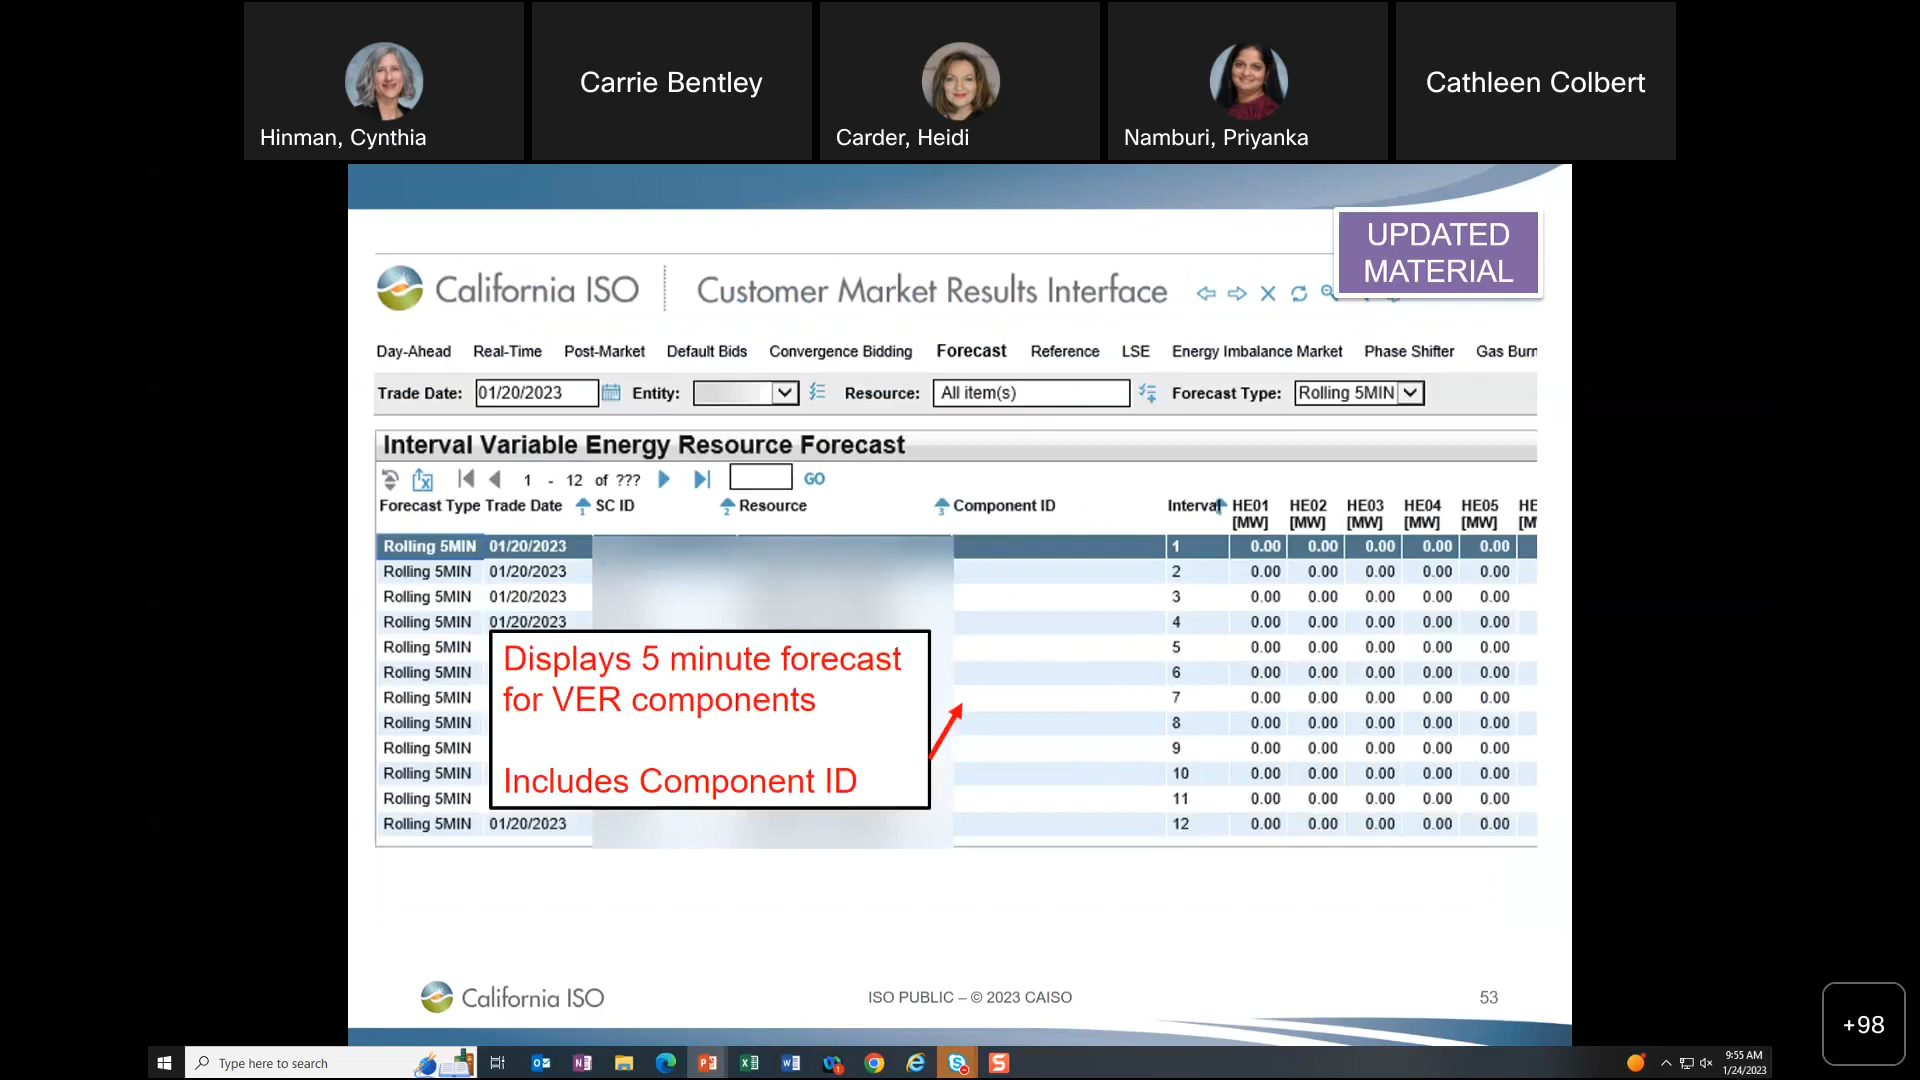 Hinman, Cynthia
Carrie Bentley
Carder, Heidi
Namburi, Priyanka
Cathleen Colbert
UPDATED
MATERIAL
California ISO
Customer Market Results Interface
Day-Ahead Real-Time Post-Market Default Bids Convergence Bidding Forecast Reference LSE Energy Imbalance Market Phase Shifter Gas Burn
Trade Date: 01/20/2023 Entity: Resource: All item(s) Forecast Type: Rolling 5MIN
Interval Variable Energy Resource Forecast
1 - 12 of ??? GO
Forecast Type Trade Date 1 SC ID 2 Resource 3 Component ID Interval HE01 HE02 HE03 HE04 HE05 HE
[MW] [MW] [MW] [MW] [MW] [M
Rolling 5MIN 01/20/2023 1 0.00 0.00 0.00 0.00 0.00
Rolling 5MIN 01/20/2023 2 0.00 0.00 0.00 0.00 0.00
Rolling 5MIN 01/20/2023 3 0.00 0.00 0.00 0.00 0.00
Rolling 5MIN 01/20/2023 4 0.00 0.00 0.00 0.00 0.00
Rolling 5MIN 5 0.00 0.00 0.00 0.00 0.00
Rolling 5MIN 6 0.00 0.00 0.00 0.00 0.00
Rolling 5MIN 7 0.00 0.00 0.00 0.00 0.00
Rolling 5MIN 8 0.00 0.00 0.00 0.00 0.00
Rolling 5MIN 9 0.00 0.00 0.00 0.00 0.00
Rolling 5MIN 10 0.00 0.00 0.00 0.00 0.00
Rolling 5MIN 11 0.00 0.00 0.00 0.00 0.00
Rolling 5MIN 01/20/2023 12 0.00 0.00 0.00 0.00 0.00
Displays 5 minute forecast
for VER components
Includes Component ID
California ISO
ISO PUBLIC – © 2023 CAISO
53
+98
Type here to search
9:55 AM
1/24/2023